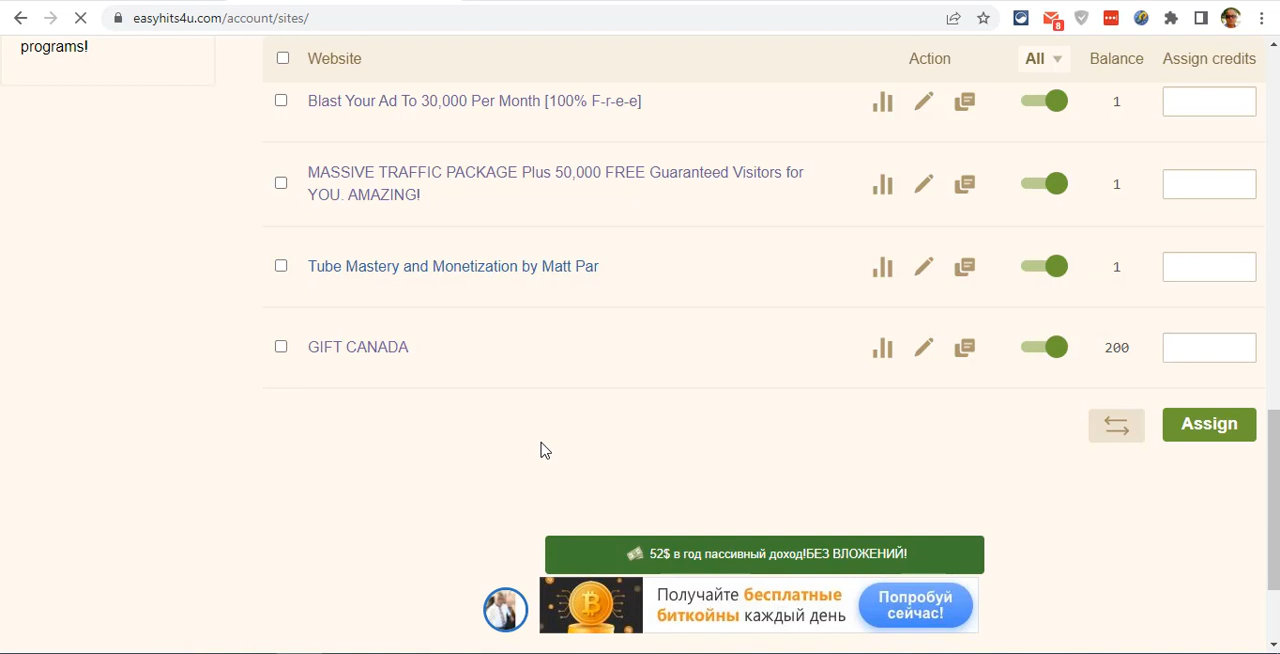 easyhits4u.com/account/sites/
8
programs!
Website
Action
All
Balance
Assign credits
Blast Your Ad To 30,000 Per Month [100% F-r-e-e]
1
MASSIVE TRAFFIC PACKAGE Plus 50,000 FREE Guaranteed Visitors for
YOU. AMAZING!
1
Tube Mastery and Monetization by Matt Par
1
GIFT CANADA
200
Assign
52$ в год пассивный доход!БЕЗ ВЛОЖЕНИЙ!
Получайте бесплатные
биткойны каждый день
Попробуй
сейчас!